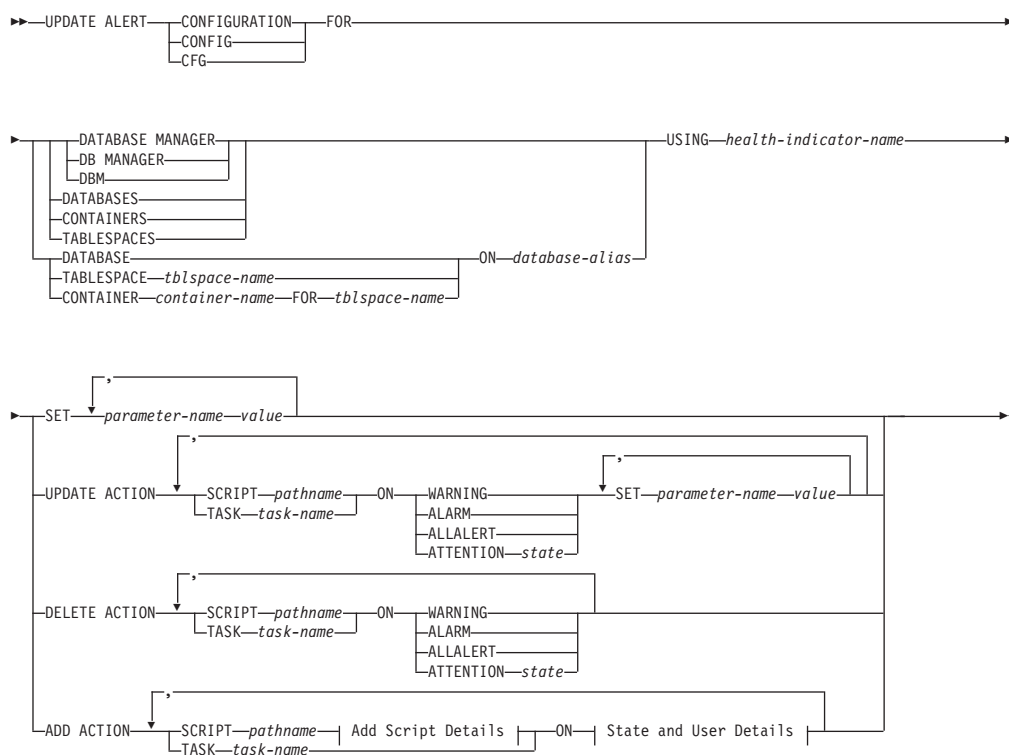 UPDATE ALERT CONFIGURATION FOR
CONFIG
CFG
DATABASE MANAGER USING health-indicator-name
DB MANAGER
DBM
DATABASES
CONTAINERS
TABLESPACES
DATABASE ON database-alias
TABLESPACE tblspace-name
CONTAINER container-name FOR tblspace-name
,
SET parameter-name value
, ,
UPDATE ACTION SCRIPT pathname ON WARNING SET parameter-name value
TASK task-name ALARM
ALLALERT
ATTENTION state
,
DELETE ACTION SCRIPT pathname ON WARNING
TASK task-name ALARM
ALLALERT
ATTENTION state
,
ADD ACTION SCRIPT pathname Add Script Details ON State and User Details
TASK task-name